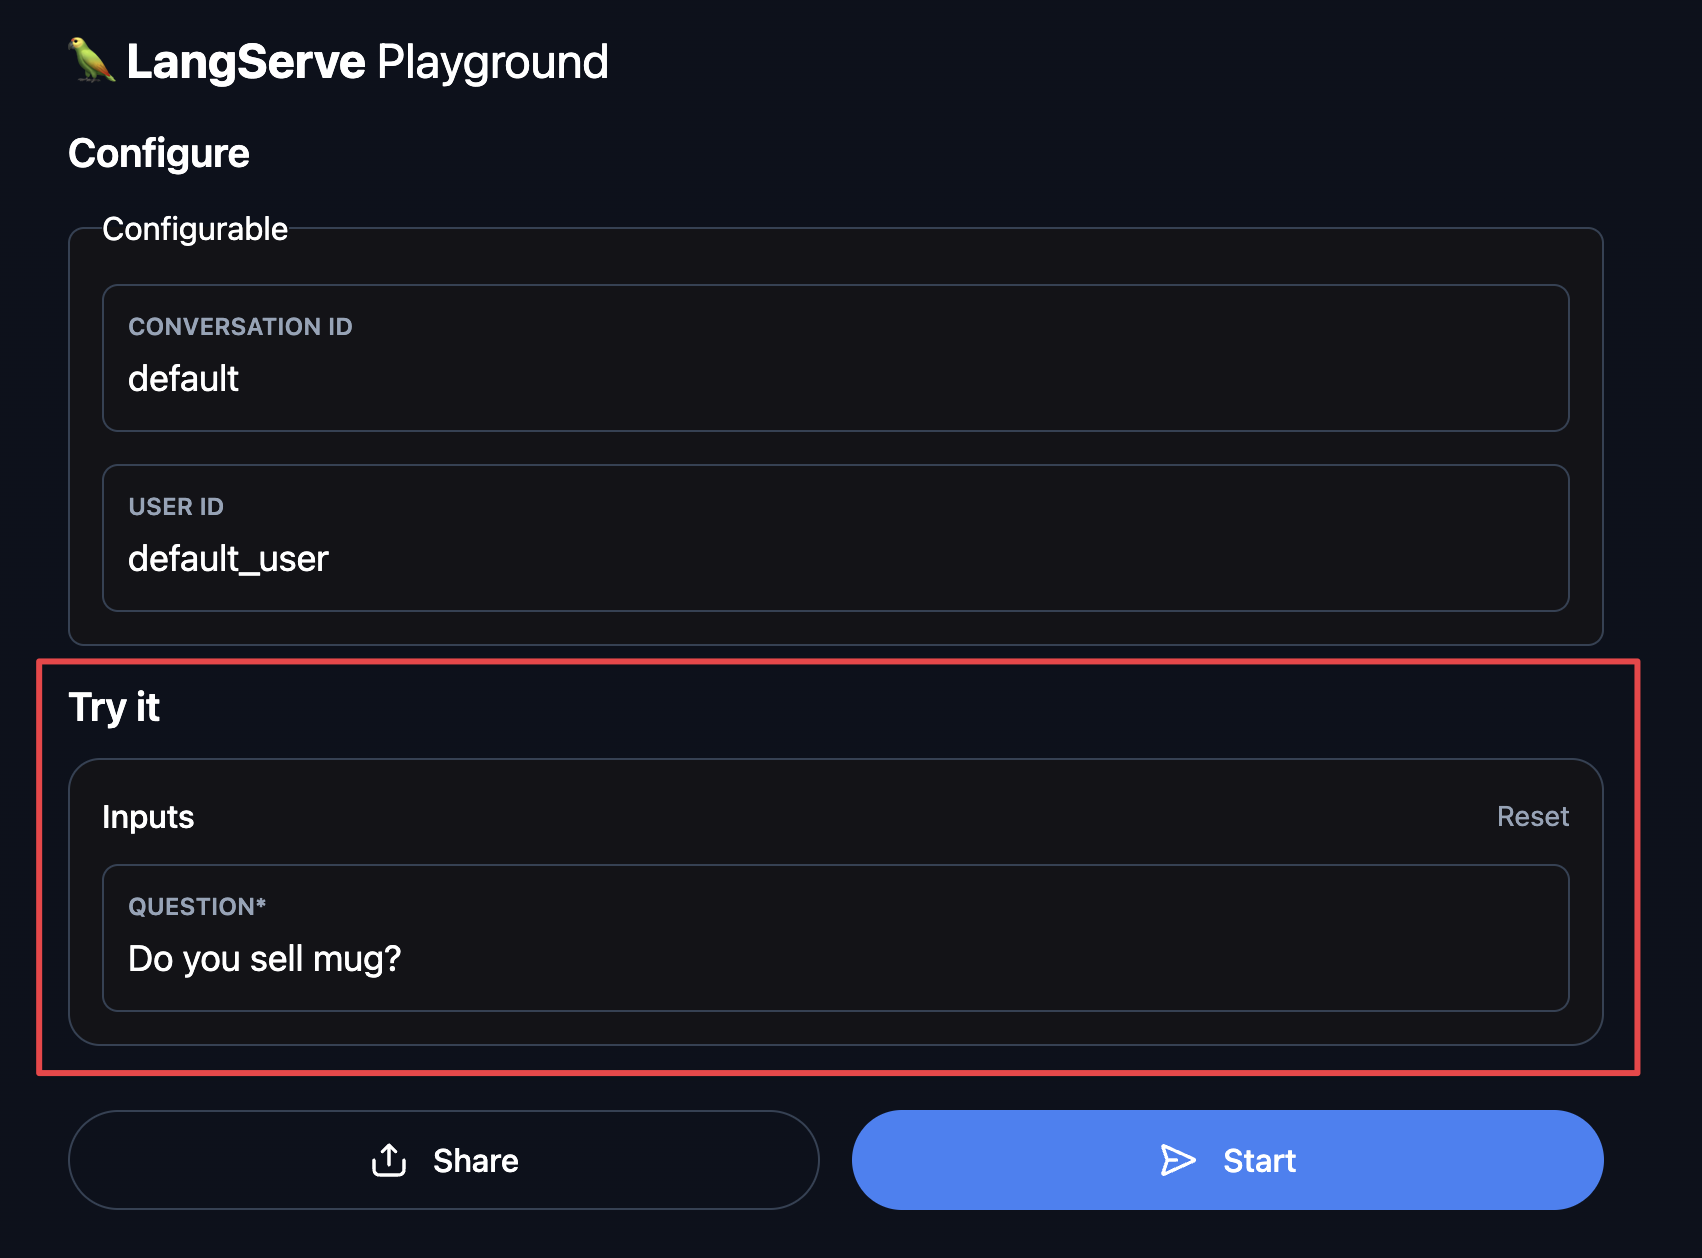 LangServe Playground
Configure
Configurable
CONVERSATION ID
default
USER ID
default_user
Try it
Inputs
Reset
QUESTION*
Do you sell mug?
Share
Start